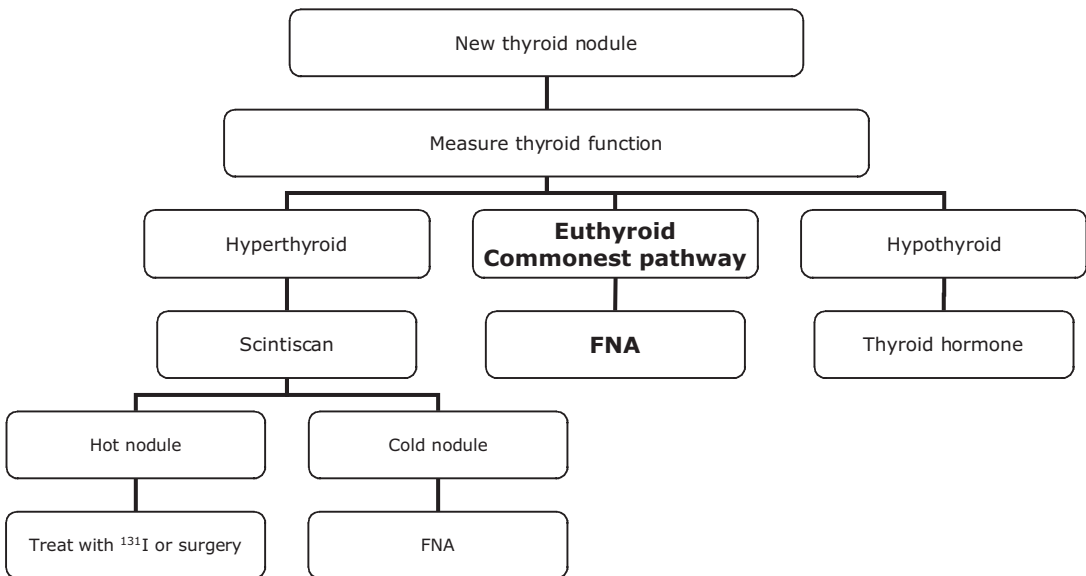 New thyroid nodule
Measure thyroid function
Hyperthyroid
Euthyroid
Commonest pathway
Hypothyroid
Scintiscan
FNA
Thyroid hormone
Hot nodule
Cold nodule
Treat with ¹³¹I or surgery
FNA